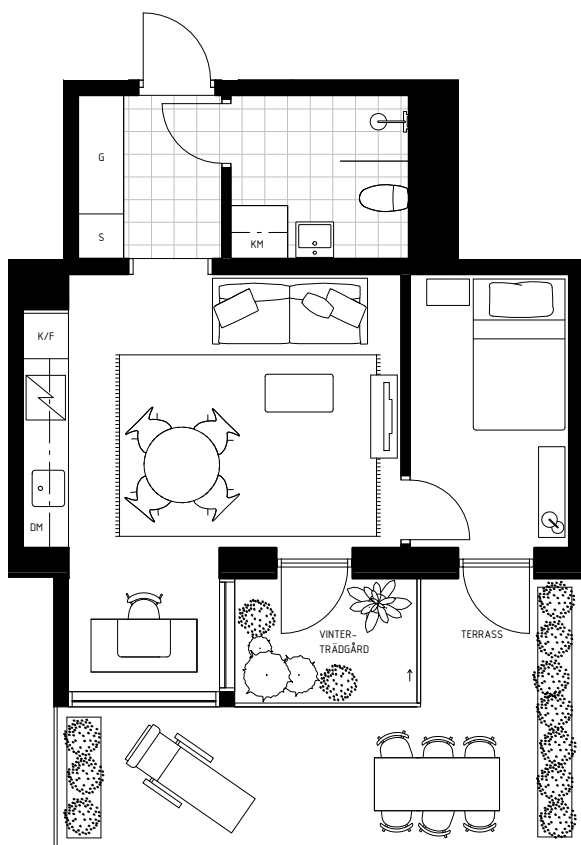 G
S
KM
K/F
DM
VINTER-
TRÄDGÅRD
TERRASS